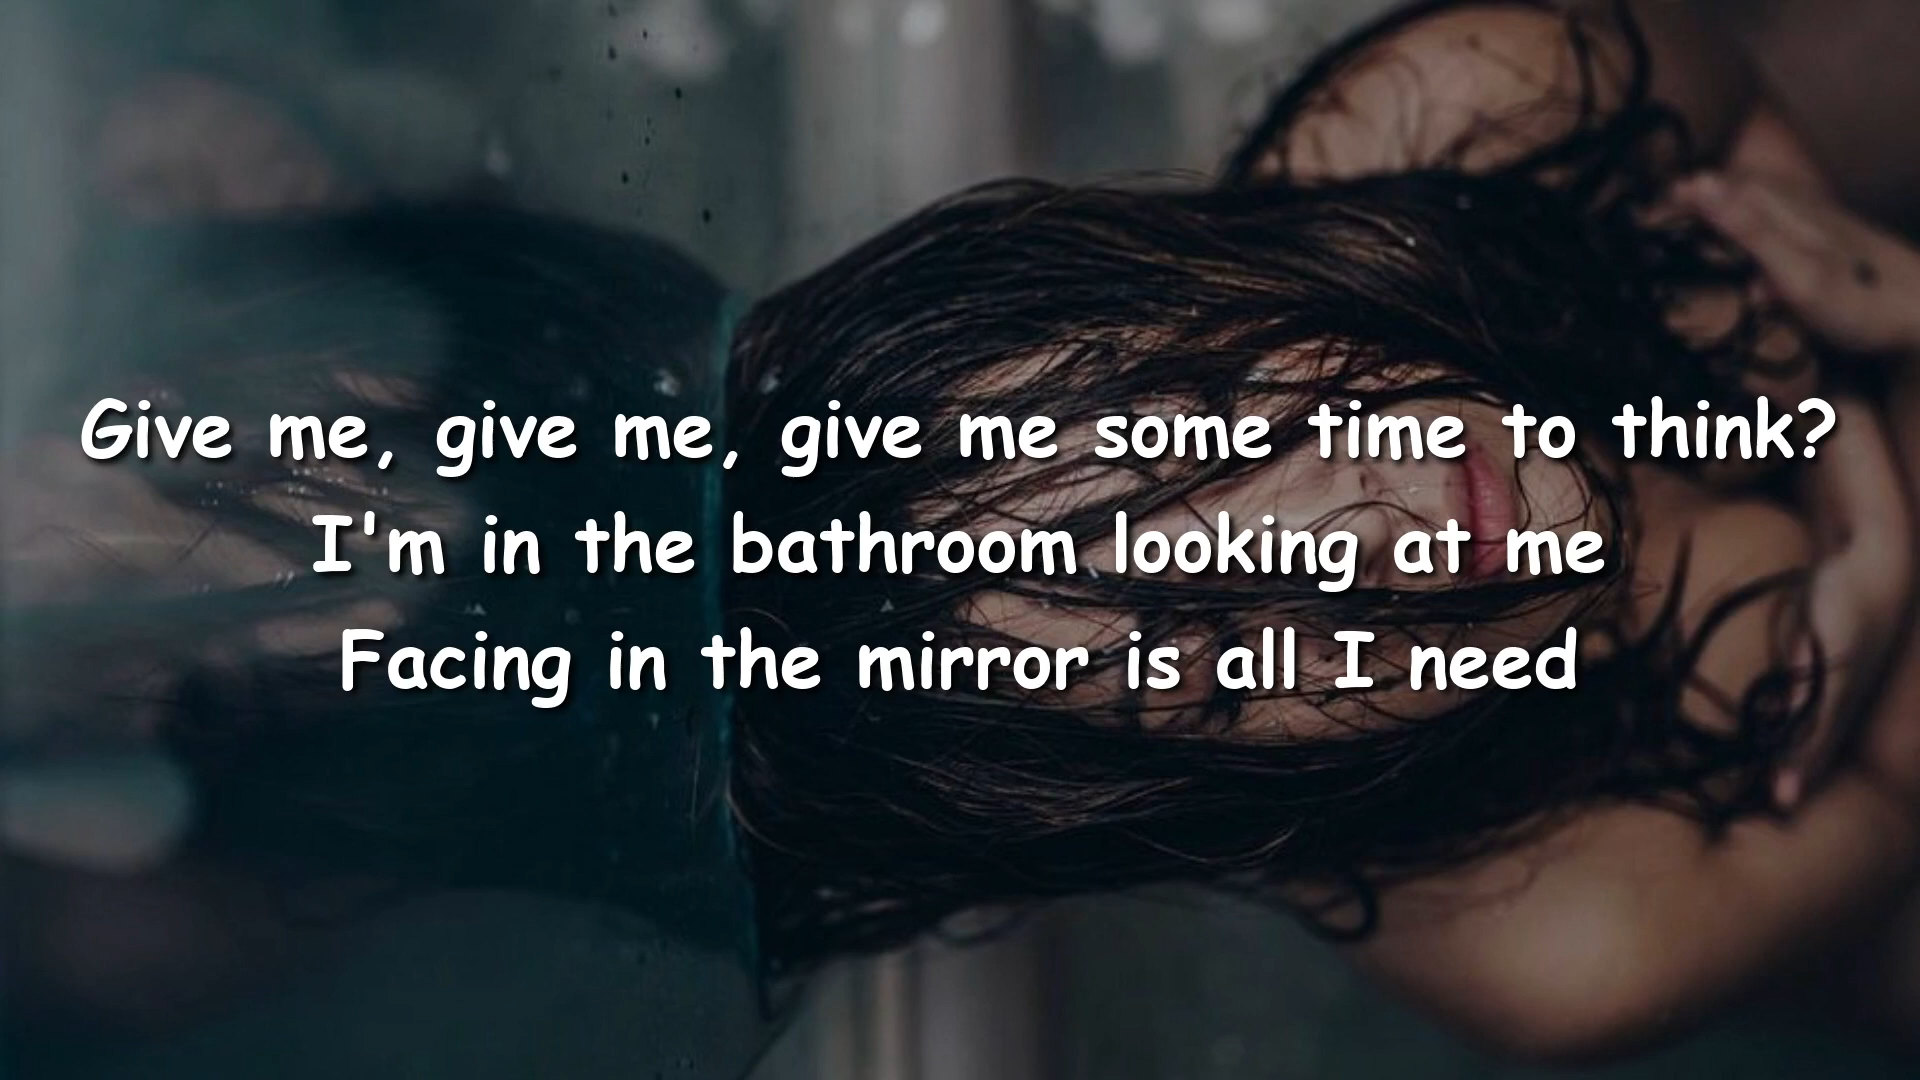 Give me, give me, give me some time to think?
I'm in the bathroom looking at me
Facing in the mirror is all I need